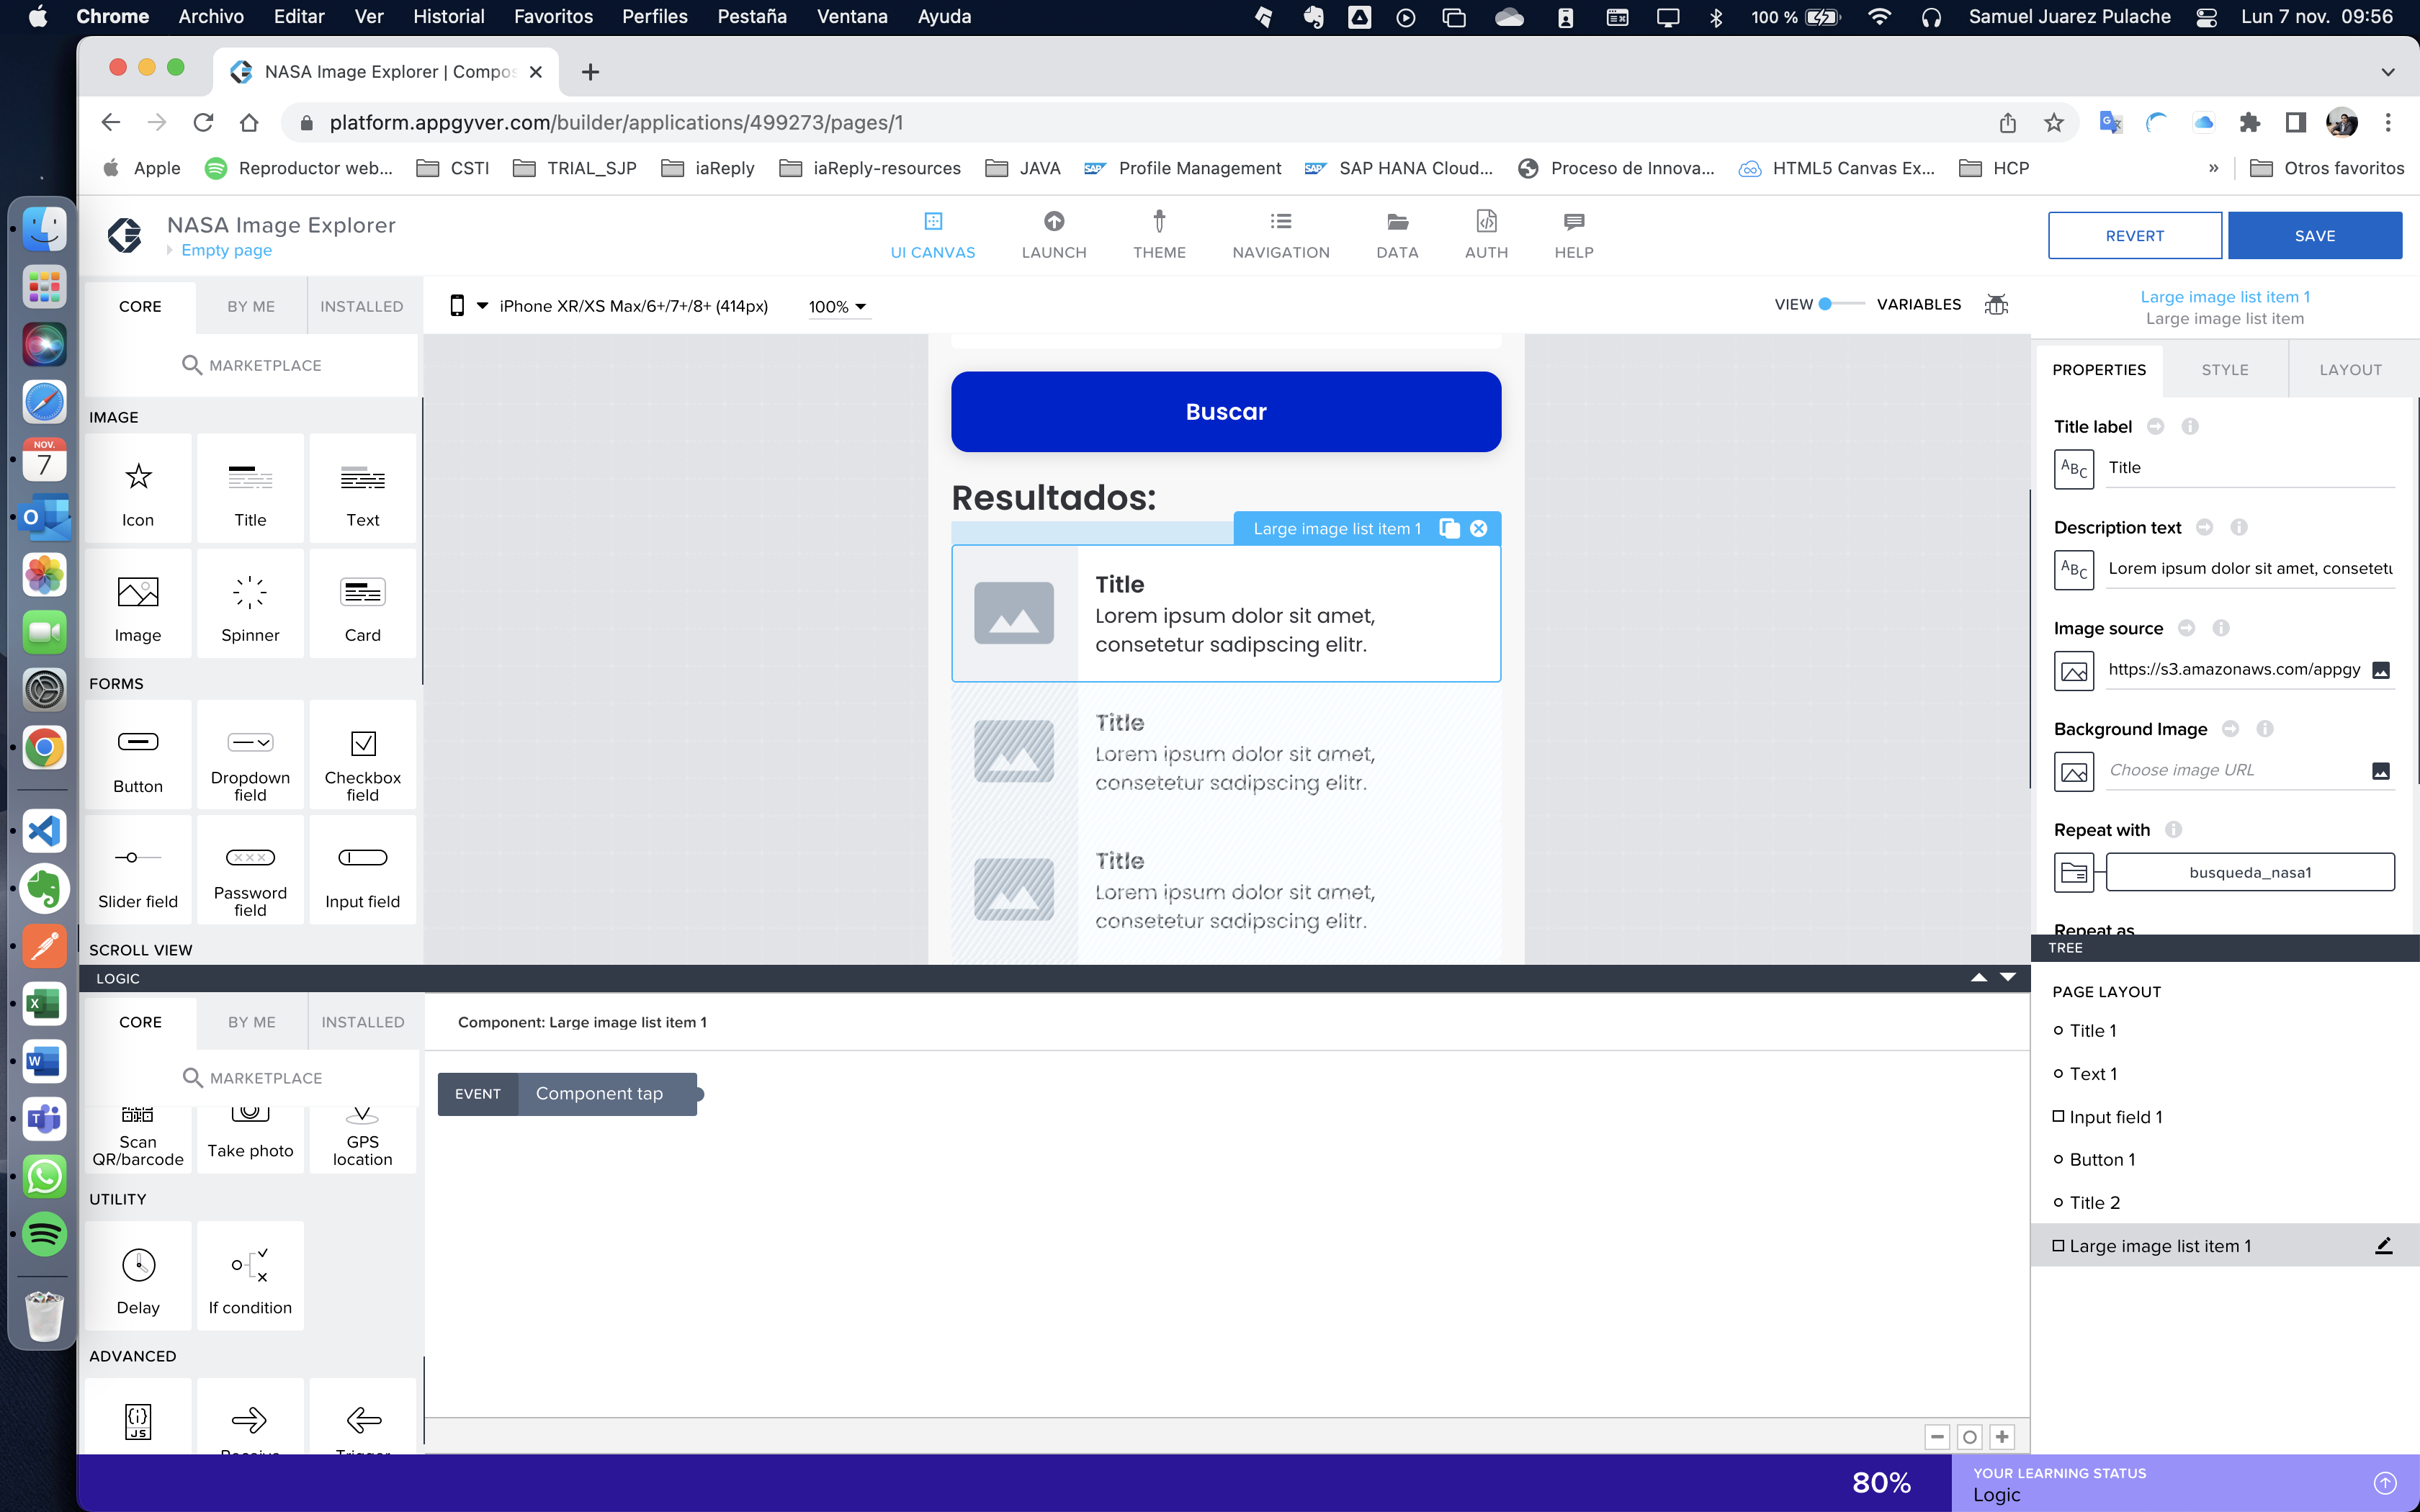 Chrome Archivo Editar Ver Historial Favoritos Perfiles Pestaña Ventana Ayuda 100 % Samuel Juarez Pulache Lun 7 nov. 09:56
NASA Image Explorer | Compos
platform.appgyver.com/builder/applications/499273/pages/1
Apple Reproductor web... CSTI TRIAL_SJP iaReply iaReply-resources JAVA SAP Profile Management SAP SAP HANA Cloud... Proceso de Innova... HTML5 Canvas Ex... HCP » Otros favoritos
NASA Image Explorer
Empty page
UI CANVAS LAUNCH THEME NAVIGATION DATA AUTH HELP
REVERT SAVE
CORE BY ME INSTALLED
iPhone XR/XS Max/6+/7+/8+ (414px) 100%
VIEW VARIABLES
Large image list item 1
Large image list item
MARKETPLACE
IMAGE
Icon Title Text
Image Spinner Card
FORMS
Button Dropdown field Checkbox field
Slider field Password field Input field
SCROLL VIEW
Buscar
Resultados:
Large image list item 1
Title
Lorem ipsum dolor sit amet,
consetetur sadipscing elitr.
Title
Lorem ipsum dolor sit amet,
consetetur sadipscing elitr.
Title
Lorem ipsum dolor sit amet,
consetetur sadipscing elitr.
PROPERTIES STYLE LAYOUT
Title label
ABC Title
Description text
ABC Lorem ipsum dolor sit amet, consetetu
Image source
https://s3.amazonaws.com/appgy
Background Image
Choose image URL
Repeat with
busqueda_nasa1
Repeat as
TREE
PAGE LAYOUT
Title 1
Text 1
Input field 1
Button 1
Title 2
Large image list item 1
LOGIC
CORE BY ME INSTALLED
Component: Large image list item 1
MARKETPLACE
Scan QR/barcode Take photo GPS location
UTILITY
Delay If condition
ADVANCED
JS
EVENT Component tap
NOV.
7
80%
YOUR LEARNING STATUS
Logic